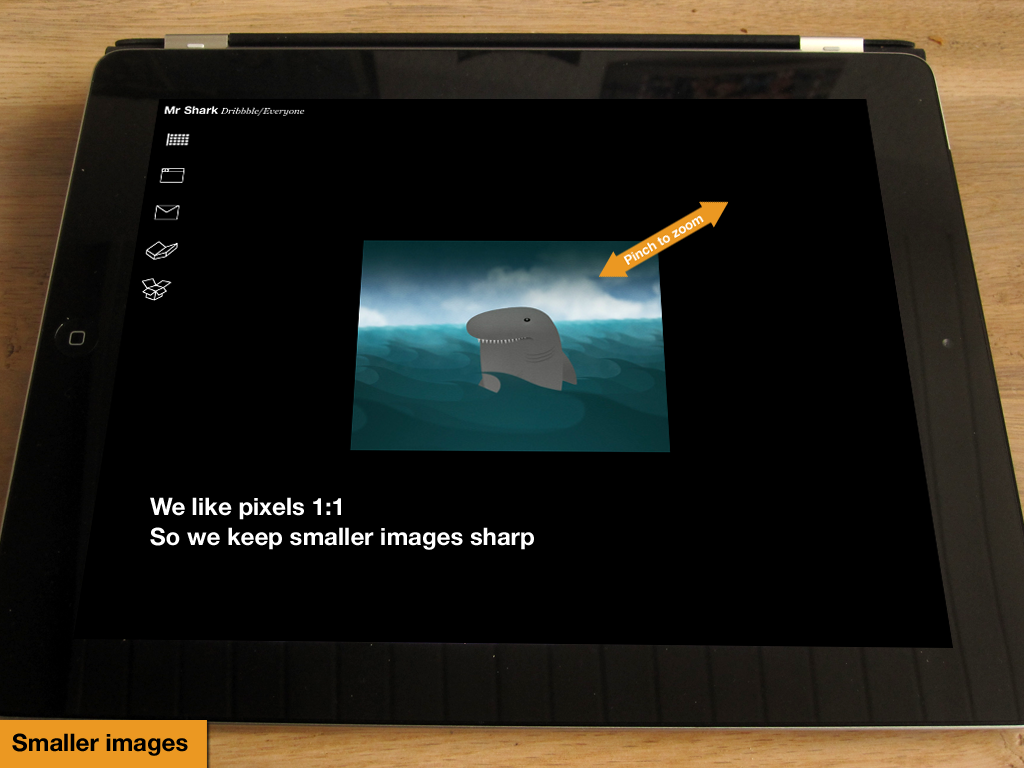 Mr Shark Dribbble/Everyone
Pinch to zoom
We like pixels 1:1
So we keep smaller images sharp
Smaller images